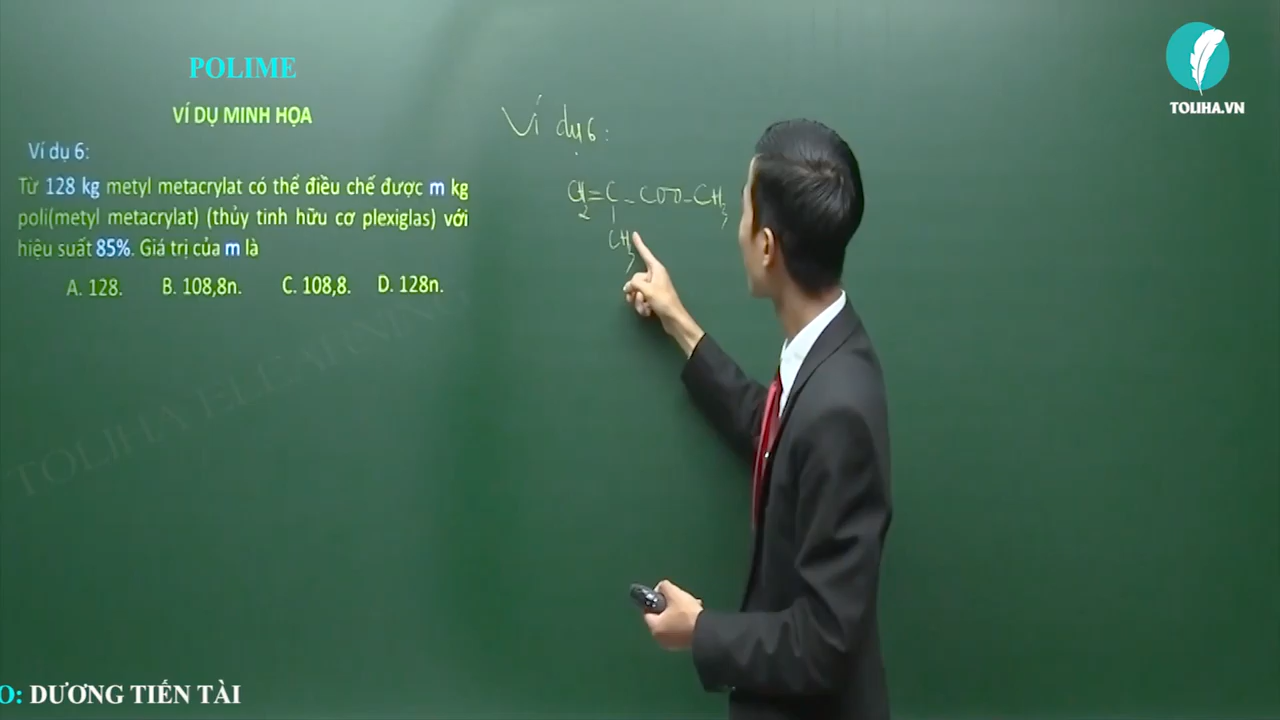 POLIME
VÍ DỤ MINH HỌA
Ví dụ 6:
Từ 128 kg metyl metacrylat có thể điều chế được m kg
poli(metyl metacrylat) (thủy tinh hữu cơ plexiglas) với
hiệu suất 85%. Giá trị của m là
A. 128. B. 108,8n. C. 108,8. D. 128n.
TOLIHA.VN
Ví dụ 6:
CH2=C-COO-CH3
CH3
TOLIHA ELEARNING
O: DƯƠNG TIẾN TÀI